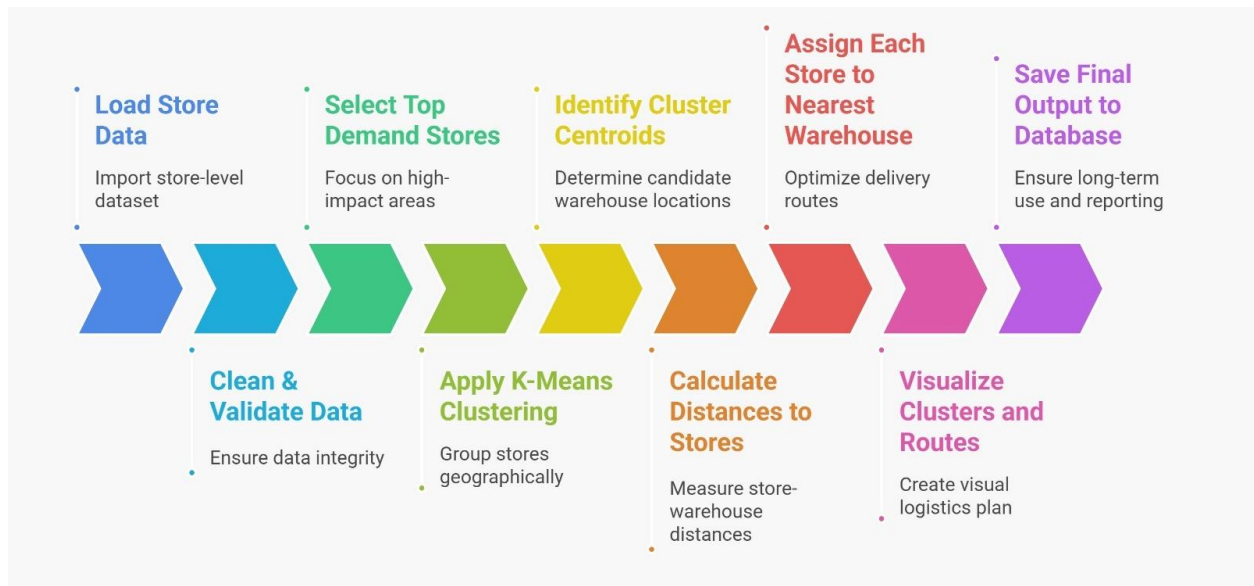 Load Store
Data
Import store-level
dataset
Clean &
Validate Data
Ensure data integrity
Select Top
Demand Stores
Focus on high-
impact areas
Apply K-Means
Clustering
Group stores
geographically
Identify Cluster
Centroids
Determine candidate
warehouse locations
Calculate
Distances to
Stores
Measure store-
warehouse
distances
Assign Each
Store to
Nearest
Warehouse
Optimize delivery
routes
Visualize
Clusters and
Routes
Create visual
logistics plan
Save Final
Output to
Database
Ensure long-term
use and reporting